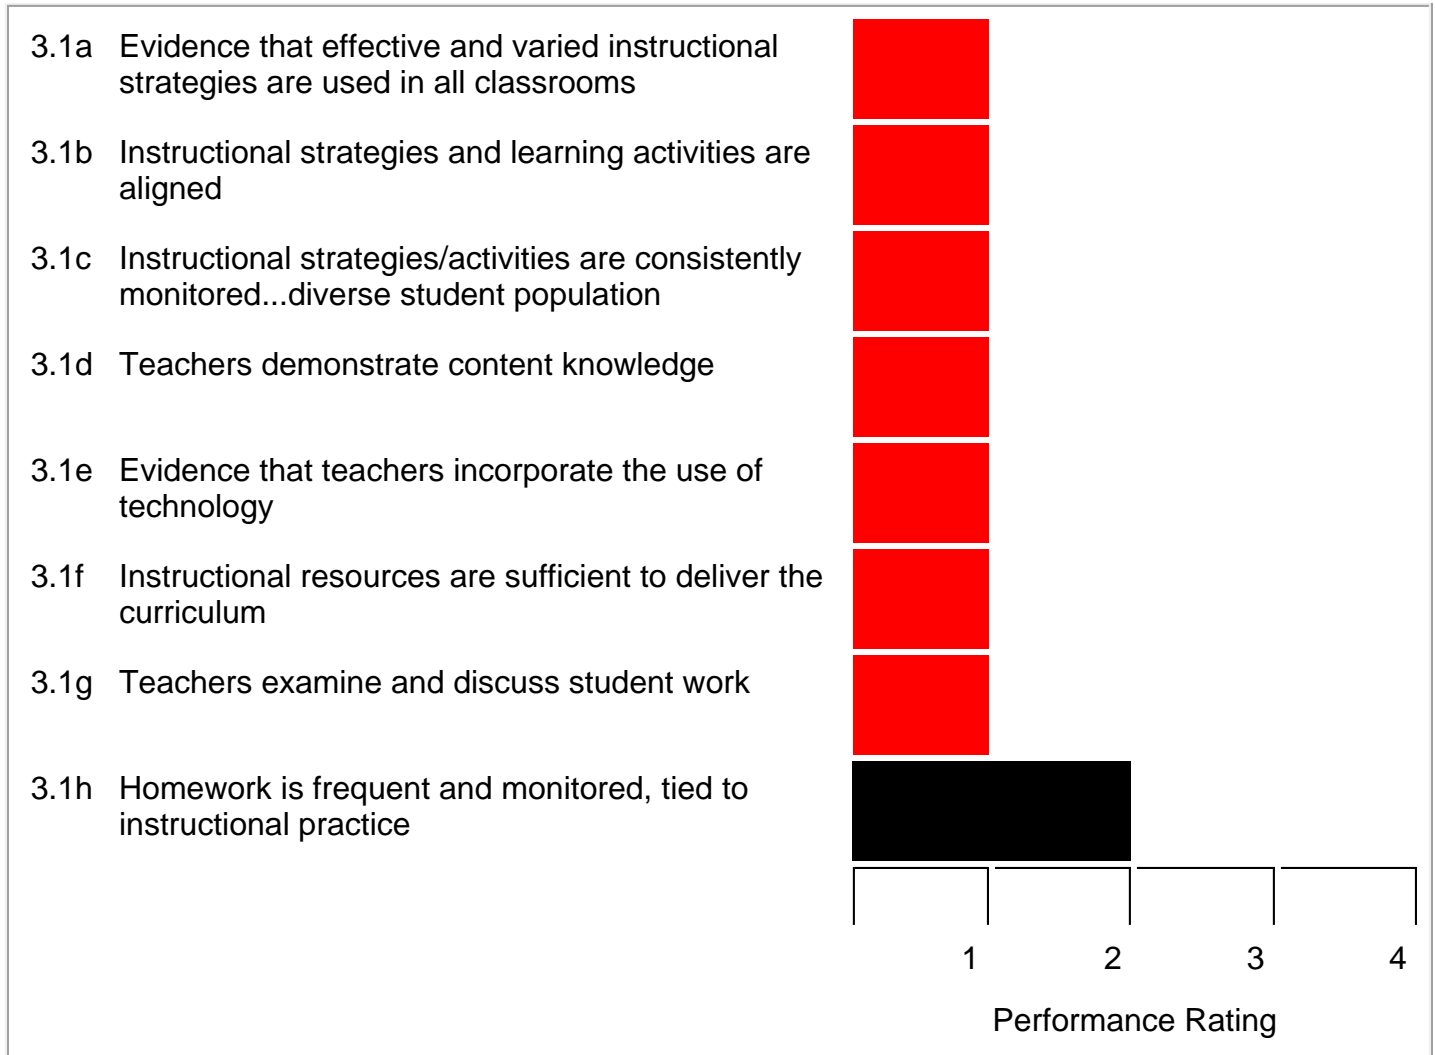 3.1a Evidence that effective and varied instructional
strategies are used in all classrooms
3.1b Instructional strategies and learning activities are
aligned
3.1c Instructional strategies/activities are consistently
monitored...diverse student population
3.1d Teachers demonstrate content knowledge
3.1e Evidence that teachers incorporate the use of
technology
3.1f Instructional resources are sufficient to deliver the
curriculum
3.1g Teachers examine and discuss student work
3.1h Homework is frequent and monitored, tied to
instructional practice
1 2 3 4
Performance Rating